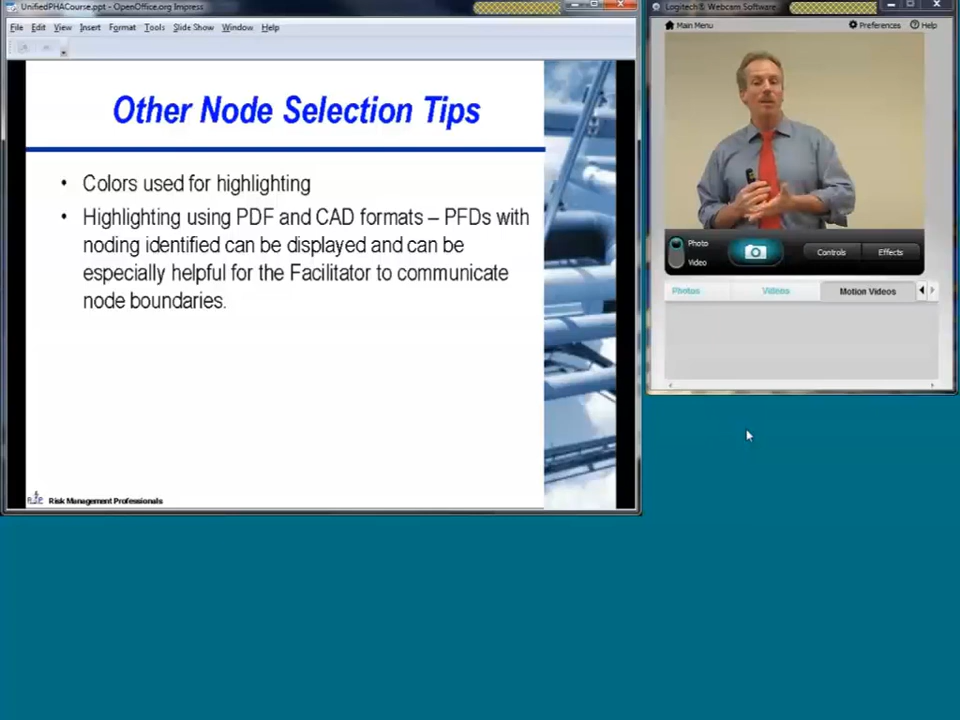 UnifiedPHACourse.ppt - OpenOffice.org Impress
File Edit View Insert Format Tools Slide Show Window Help
Other Node Selection Tips
• Colors used for highlighting
• Highlighting using PDF and CAD formats – PFDs with
noding identified can be displayed and can be
especially helpful for the Facilitator to communicate
node boundaries.
Risk Management Professionals
Logitech® Webcam Software
Main Menu Preferences Help
Photo
Video
Controls Effects
Photos Videos Motion Videos